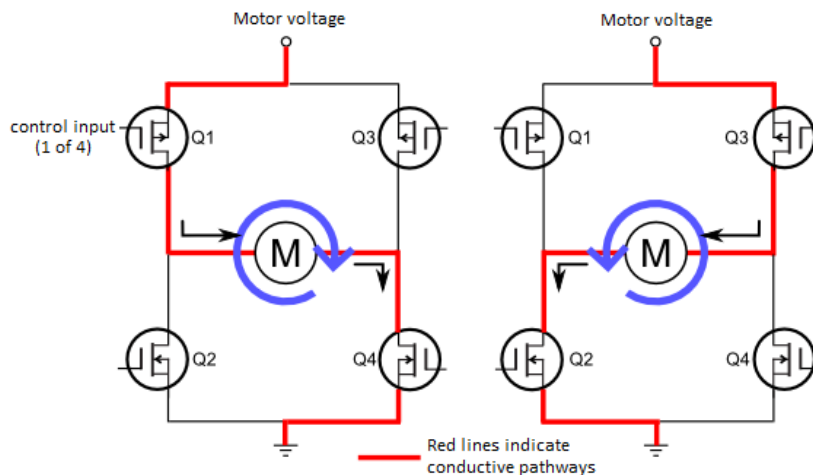 Motor voltage
Motor voltage
control input
(1 of 4)
Q1
Q3
Q1
Q3
M
M
Q2
Q4
Q2
Q4
Red lines indicate
conductive pathways